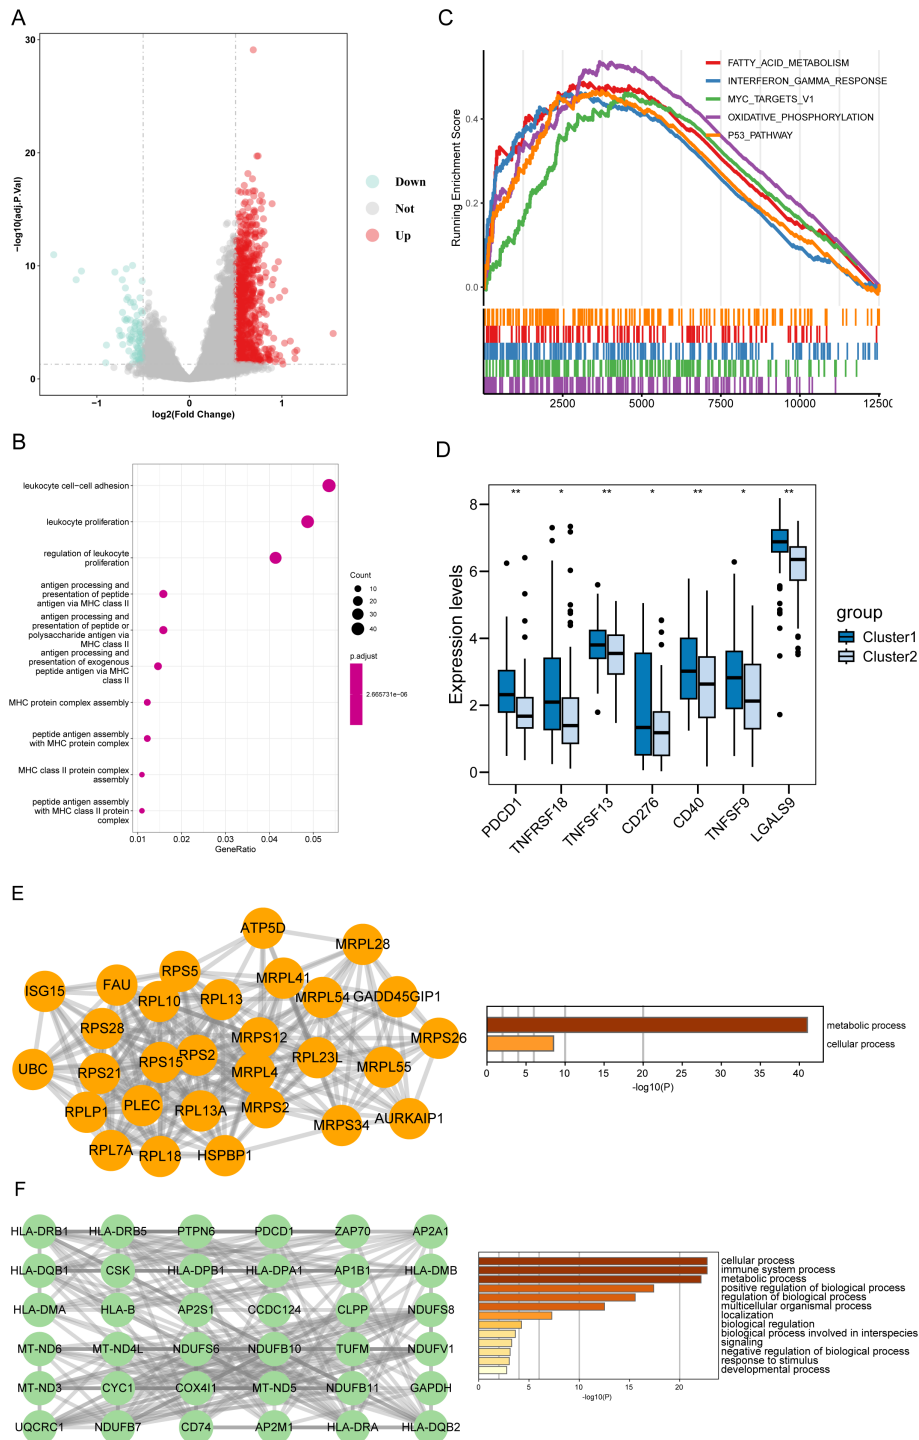 A
30
20
10
0
−1
0
1
−log10(adj.P.Val)
log2(Fold Change)
Down
Not
Up
C
FATTY_ACID_METABOLISM
INTERFERON_GAMMA_RESPONSE
MYC_TARGETS_V1
OXIDATIVE_PHOSPHORYLATION
P53_PATHWAY
Running Enrichment Score
0.4
0.2
0.0
2500
5000
7500
10000
12500
B
leukocyte cell−cell adhesion
leukocyte proliferation
regulation of leukocyte
proliferation
antigen processing and
presentation of peptide
antigen via MHC class II
antigen processing and
presentation of peptide or
polysaccharide antigen via
MHC class II
antigen processing and
presentation of exogenous
peptide antigen via MHC
class II
MHC protein complex assembly
peptide antigen assembly
with MHC protein complex
MHC class II protein complex
assembly
peptide antigen assembly
with MHC class II protein
complex
0.01
0.02
0.03
0.04
0.05
GeneRatio
Count
10
20
30
40
p.adjust
2.665731e−06
D
Expression levels
8
6
4
2
0
** * ** * ** * **
PDCD1
TNFRSF18
TNFSF13
CD276
CD40
TNFSF9
LGALS9
group
Cluster1
Cluster2
E
ATP5D
MRPL28
ISG15
FAU
RPS5
RPL10
RPL13
MRPL41
MRPL54
GADD45GIP1
RPS28
MRPS12
MRPS26
UBC
RPS21
RPS15
RPS2
MRPL4
RPL23L
MRPL55
RPLP1
PLEC
RPL13A
MRPS2
MRPS34
AURKAIP1
RPL7A
RPL18
HSPBP1
metabolic process
cellular process
0
5
10
15
20
25
30
35
40
-log10(P)
F
HLA-DRB1 HLA-DRB5 PTPN6 PDCD1 ZAP70 AP2A1
HLA-DQB1 CSK HLA-DPB1 HLA-DPA1 AP1B1 HLA-DMB
HLA-DMA HLA-B AP2S1 CCDC124 CLPP NDUFS8
MT-ND6 MT-ND4L NDUFS6 NDUFB10 TUFM NDUFV1
MT-ND3 CYC1 COX4I1 MT-ND5 NDUFB11 GAPDH
UQCRC1 NDUFB7 CD74 AP2M1 HLA-DRA HLA-DQB2
cellular process
immune system process
metabolic process
positive regulation of biological process
regulation of biological process
multicellular organismal process
localization
biological regulation
biological process involved in interspecies
signaling
negative regulation of biological process
response to stimulus
developmental process
0
5
10
15
20
-log10(P)